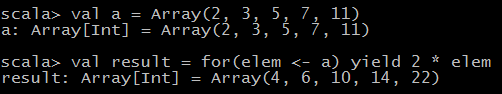 scala> val a = Array(2, 3, 5, 7, 11)
a: Array[Int] = Array(2, 3, 5, 7, 11)
scala> val result = for(elem <- a) yield 2 * elem
result: Array[Int] = Array(4, 6, 10, 14, 22)